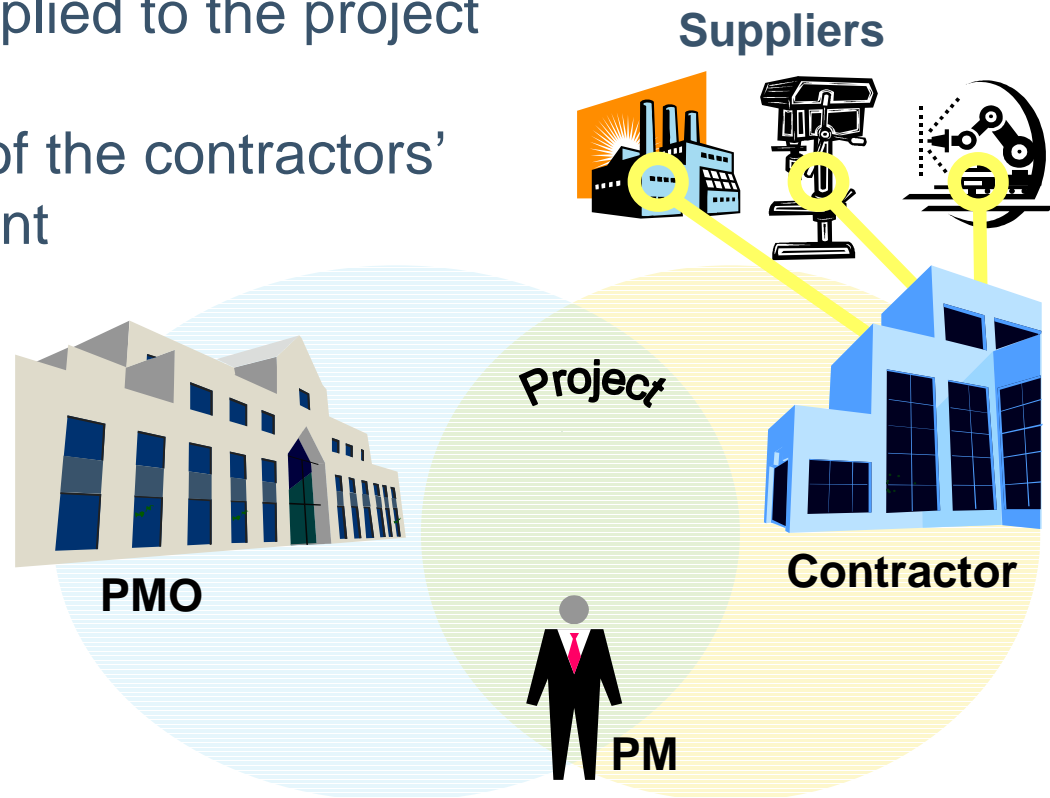 plied to the project
Suppliers
of the contractors’
nt
Project
Contractor
PMO
PM